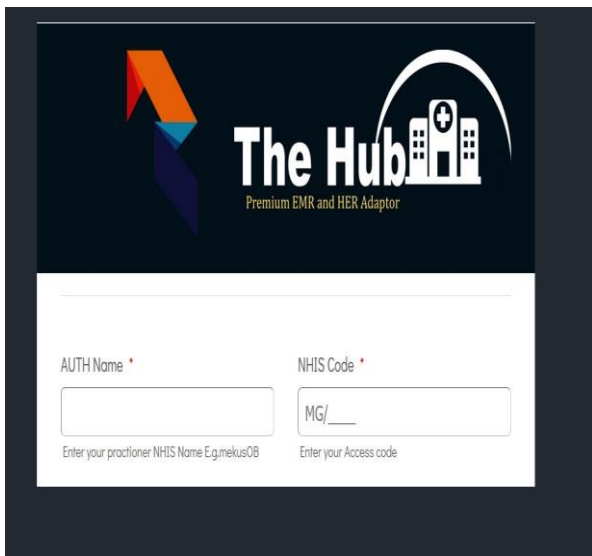 The Hub
Premium EMR and HER Adaptor
AUTH Name *
NHIS Code *
MG/____
Enter your practioner NHIS Name E.g.mekusOB
Enter your Access code